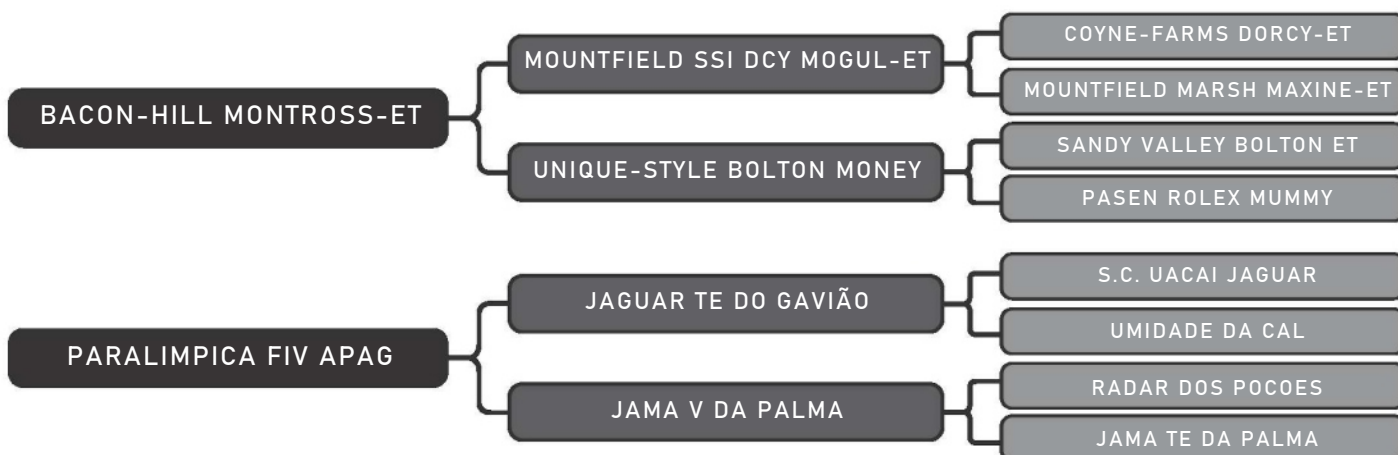 BACON-HILL MONTROSS-ET
MOUNTFIELD SSI DCY MOGUL-ET
COYNE-FARMS DORCY-ET
MOUNTFIELD MARSH MAXINE-ET
UNIQUE-STYLE BOLTON MONEY
SANDY VALLEY BOLTON ET
PASEN ROLEX MUMMY
PARALIMPICA FIV APAG
JAGUAR TE DO GAVIÃO
S.C. UACAI JAGUAR
UMIDADE DA CAL
JAMA V DA PALMA
RADAR DOS POCOES
JAMA TE DA PALMA